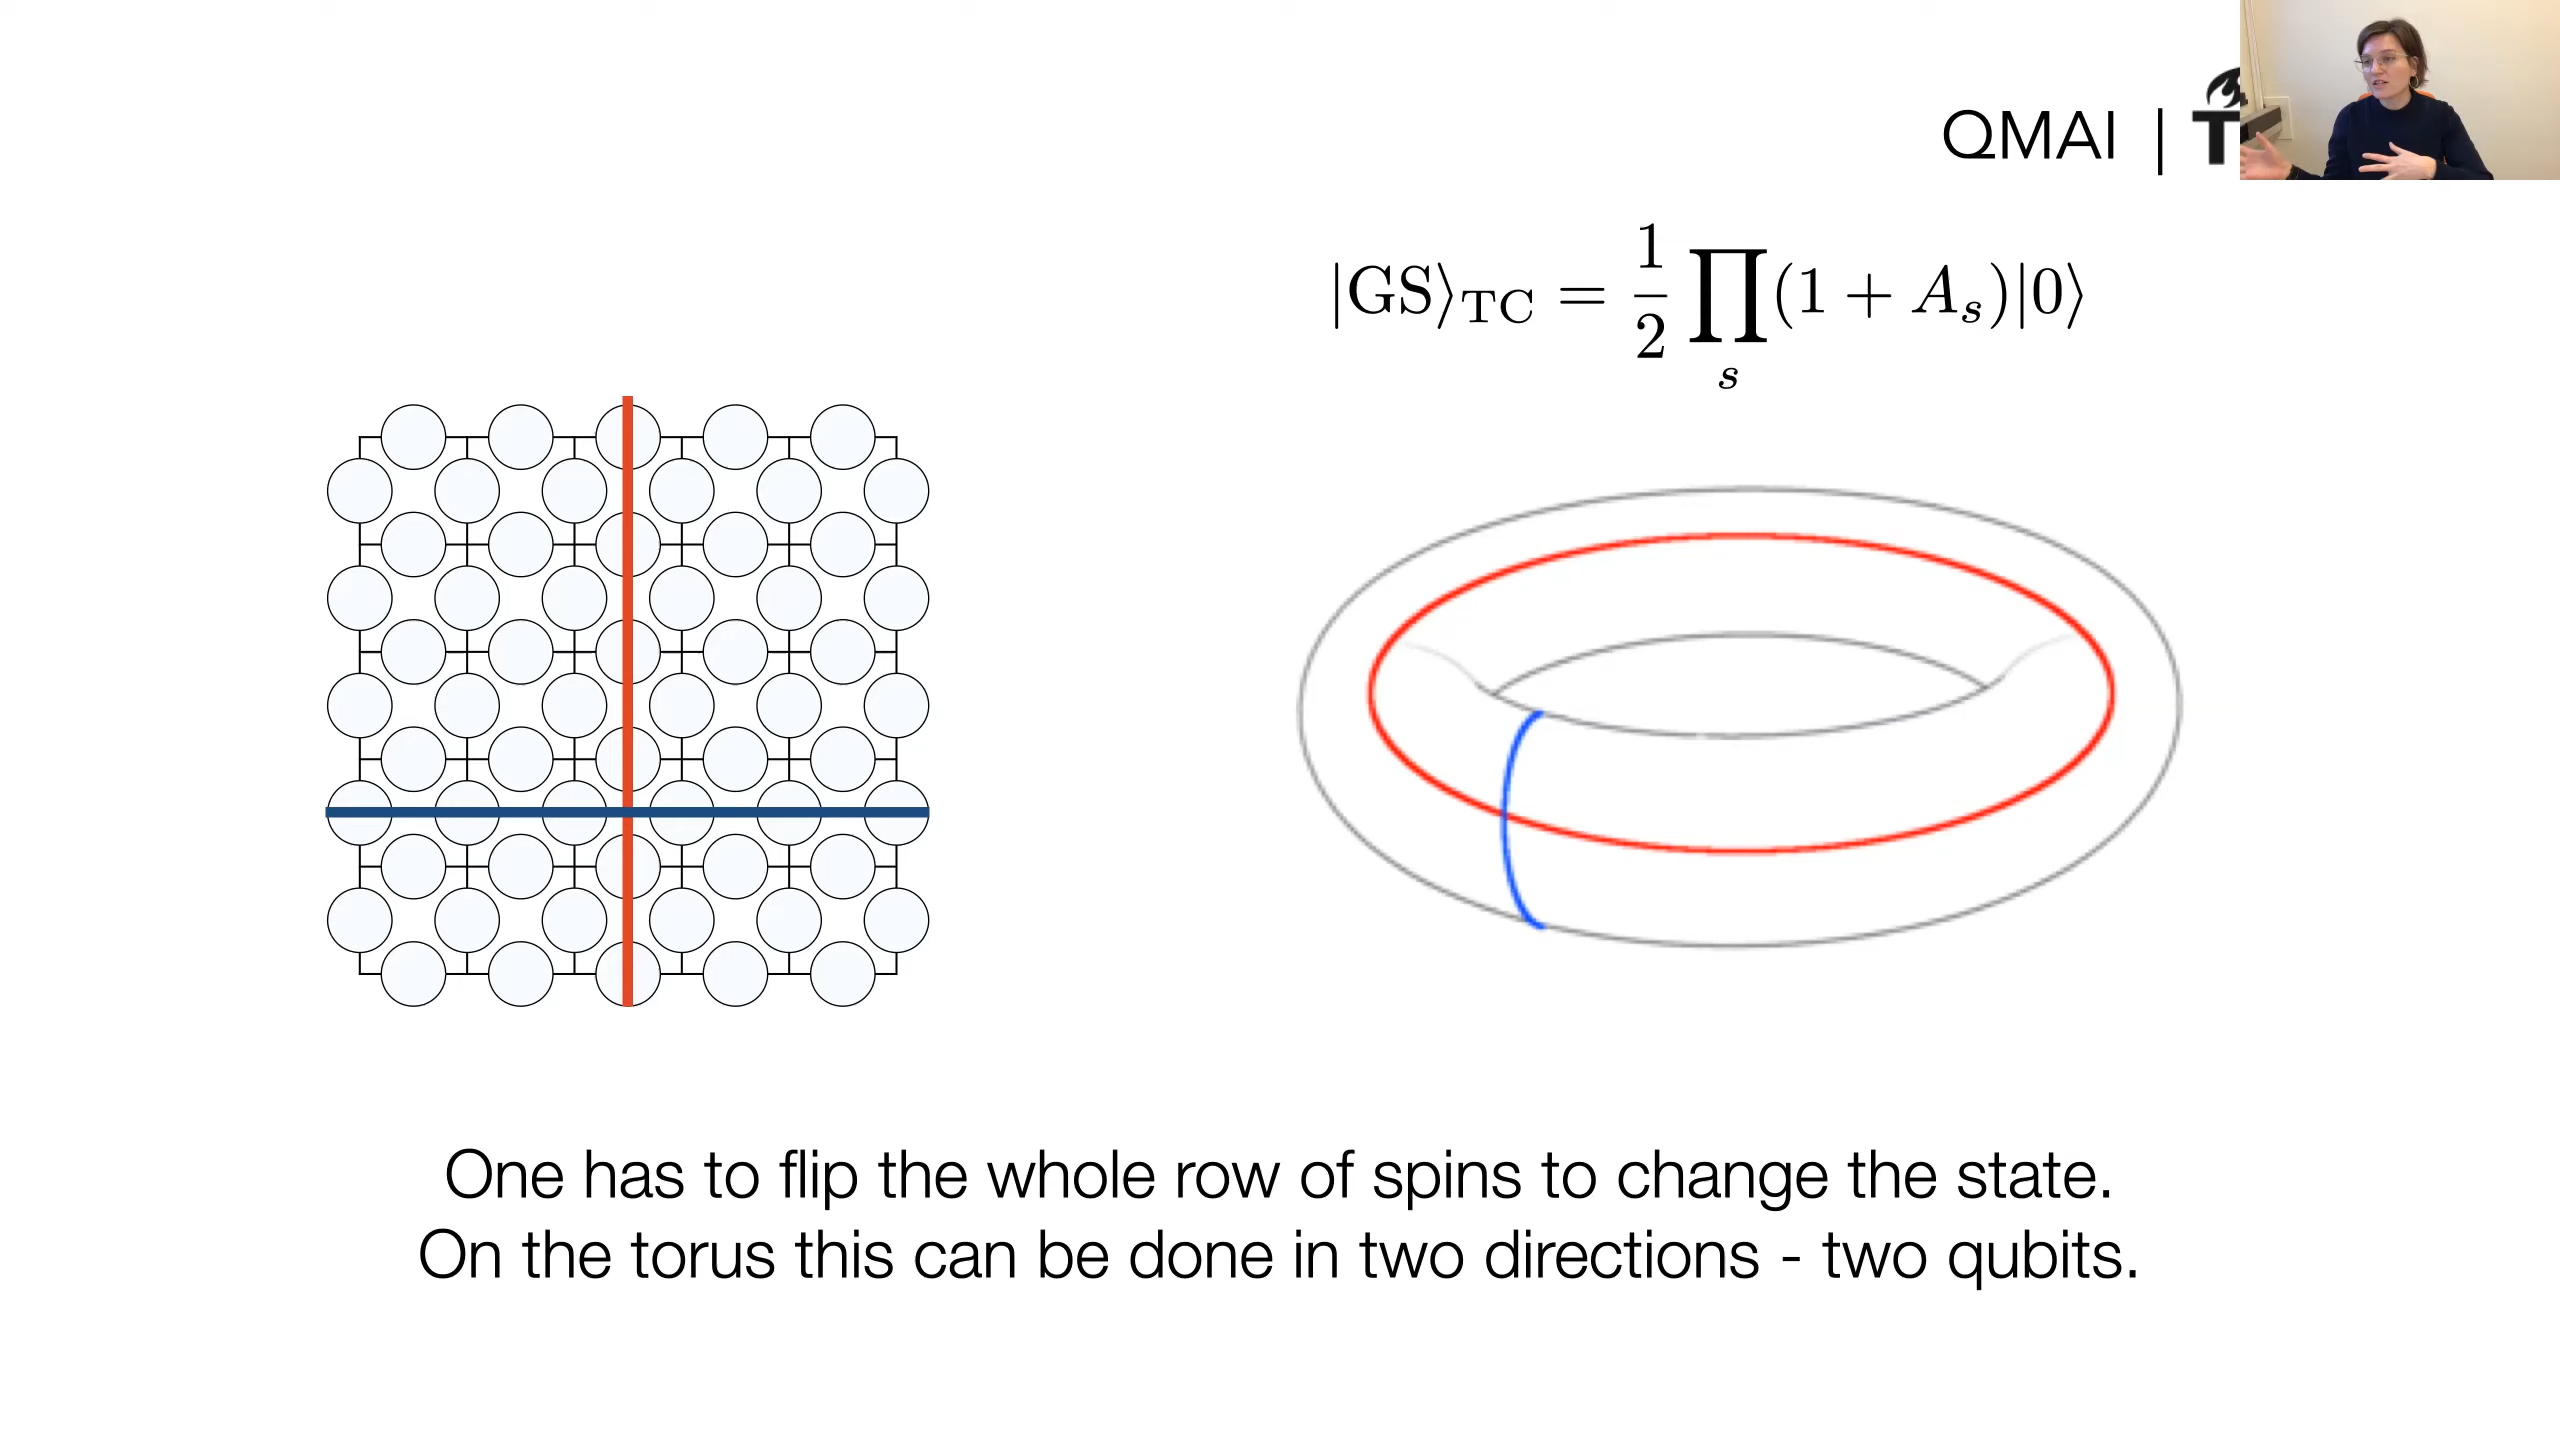 QMAI | T
|GS⟩_TC = 1/2 ∏_s (1 + A_s)|0⟩
One has to flip the whole row of spins to change the state.
On the torus this can be done in two directions - two qubits.